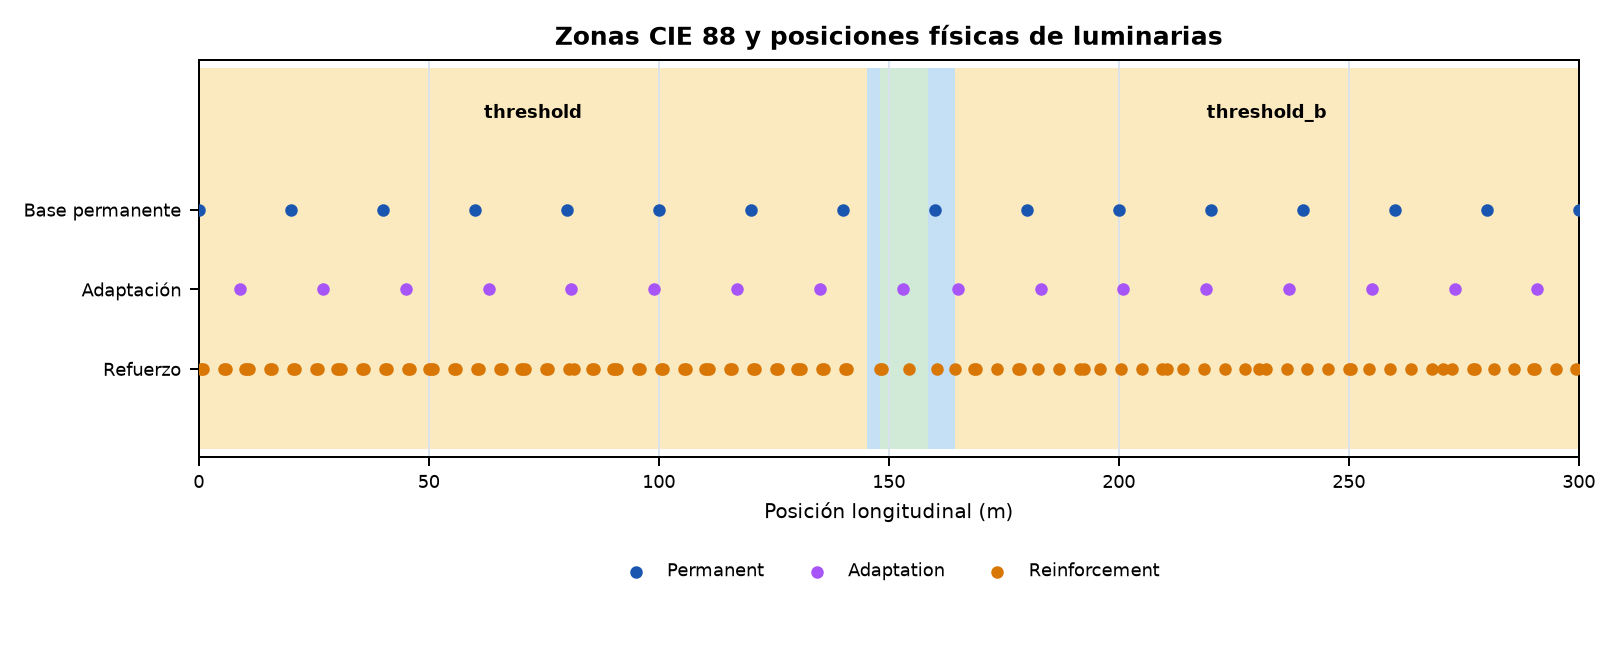 Zonas CIE 88 y posiciones físicas de luminarias
threshold
threshold_b
Base permanente
Adaptación
Refuerzo
0 50 100 150 200 250 300
Posición longitudinal (m)
Permanent Adaptation Reinforcement